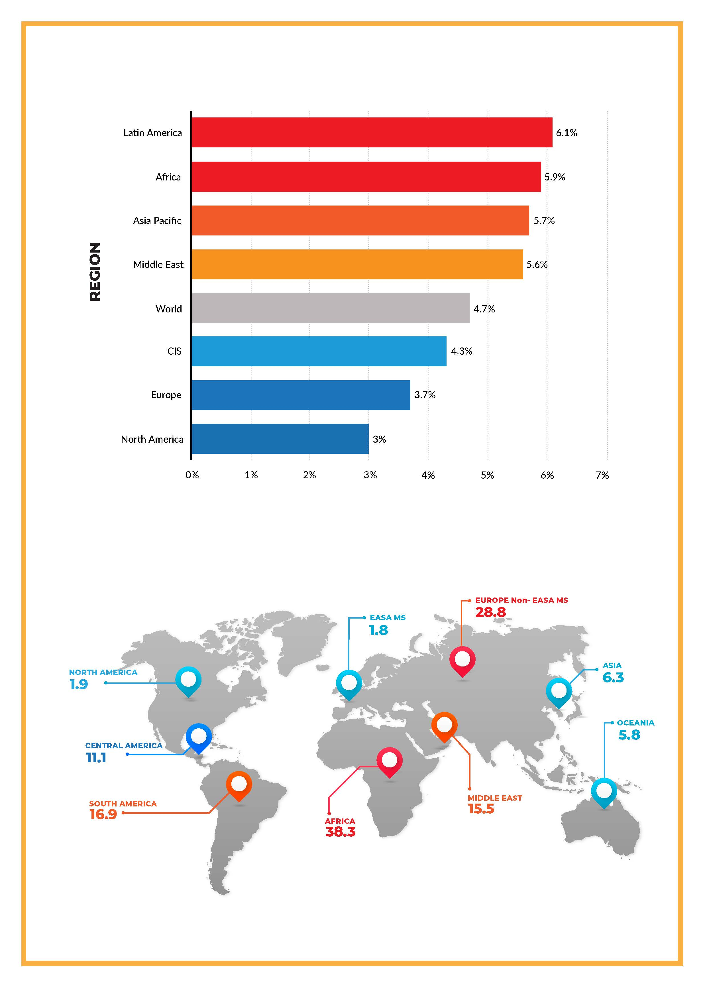 REGION
Latin America 6.1%
Africa 5.9%
Asia Pacific 5.7%
Middle East 5.6%
World 4.7%
CIS 4.3%
Europe 3.7%
North America 3%
0% 1% 2% 3% 4% 5% 6% 7%
EUROPE Non- EASA MS
28.8
EASA MS
1.8
ASIA
6.3
NORTH AMERICA
1.9
OCEANIA
5.8
CENTRAL AMERICA
11.1
MIDDLE EAST
15.5
SOUTH AMERICA
16.9
AFRICA
38.3